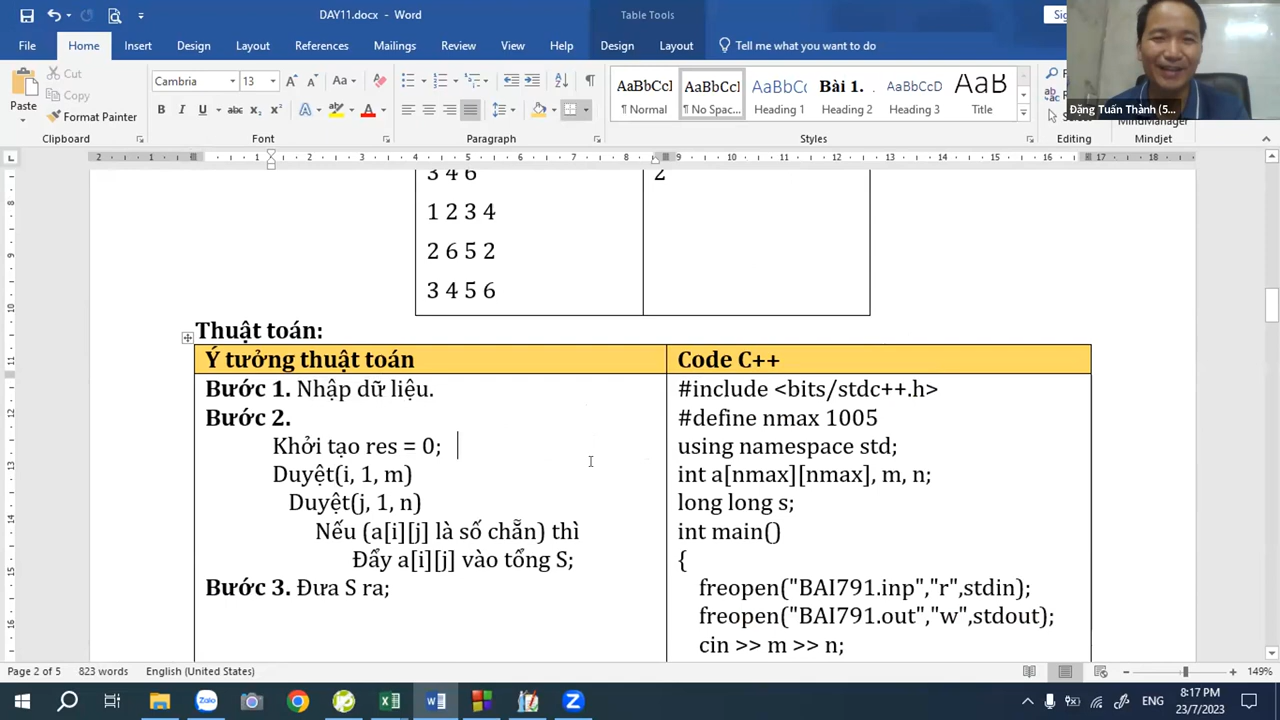 DAY11.docx - Word
Table Tools
File
Home
Insert
Design
Layout
References
Mailings
Review
View
Help
Design
Layout
Tell me what you want to do
Paste
Cut
Copy
Format Painter
Clipboard
Cambria
13
Font
Paragraph
AaBbCcI
¶ Normal
AaBbCcI
¶ No Spac...
AaBbCc
Heading 1
Bài 1.
Heading 2
AaBbCcD
Heading 3
AaB
Title
Styles
Editing
MindManager
Mindjet
Đặng Tuấn Thành (5...
3 4 6
2
1 2 3 4
2 6 5 2
3 4 5 6
Thuật toán:
Ý tưởng thuật toán
Bước 1. Nhập dữ liệu.
Bước 2.
Khởi tạo res = 0;
Duyệt(i, 1, m)
Duyệt(j, 1, n)
Nếu (a[i][j] là số chẵn) thì
Đẩy a[i][j] vào tổng S;
Bước 3. Đưa S ra;
Code C++
#include <bits/stdc++.h>
#define nmax 1005
using namespace std;
int a[nmax][nmax], m, n;
long long s;
int main()
{
freopen("BAI791.inp","r",stdin);
freopen("BAI791.out","w",stdout);
cin >> m >> n;
Page 2 of 5
823 words
English (United States)
149%
ENG
8:17 PM
23/7/2023